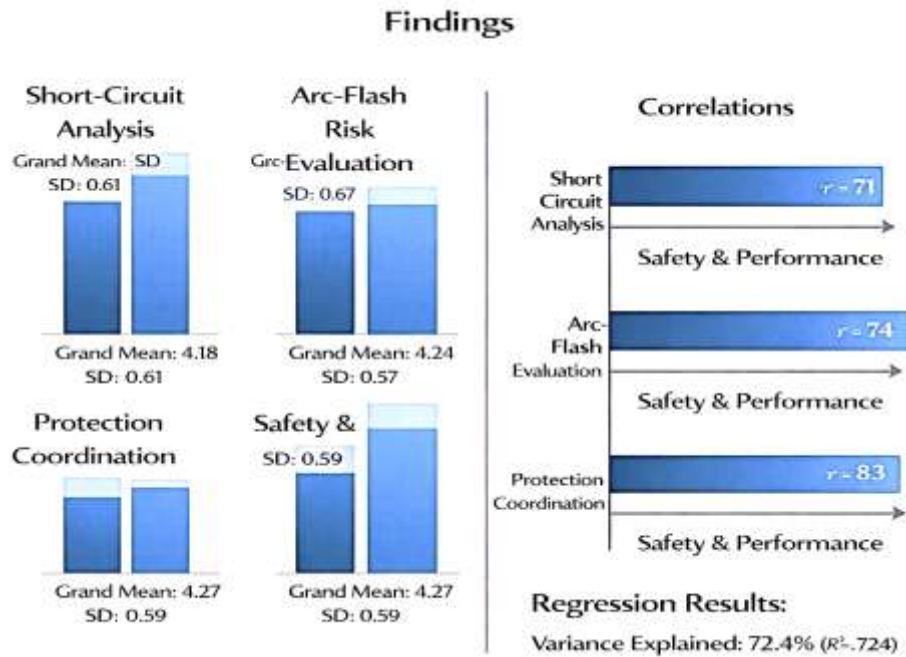 Findings
Short-Circuit
Analysis
Grand Mean: SD
SD: 0.61
Grand Mean: 4.18
SD: 0.61
Arc-Flash
Risk
Grc-Evaluation
SD: 0.67
Grand Mean: 4.24
SD: 0.57
Protection
Coordination
Grand Mean: 4.27
SD: 0.59
Safety &
SD: 0.59
Grand Mean: 4.27
SD: 0.59
Correlations
Short
Circuit
Analysis
r = 71
Safety & Performance
Arc-
Flash
Evaluation
r = 74
Safety & Performance
Protection
Coordination
r = 83
Safety & Performance
Regression Results:
Variance Explained: 72.4% (R²=.724)